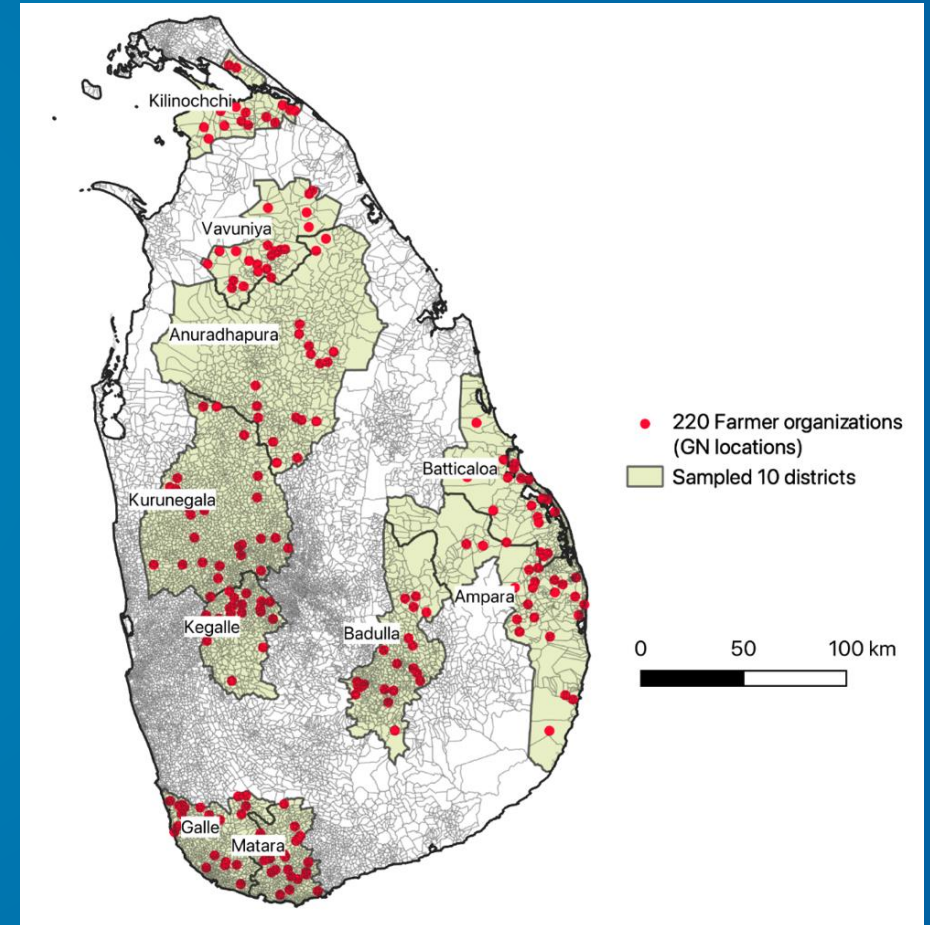 Kilinochchi
Vavuniya
Anuradhapura
220 Farmer organizations
(GN locations)
Batticaloa
Sampled 10 districts
Kurunegala
Ampara
Kegalle
Badulla
0 50 100 km
Galle
Matara